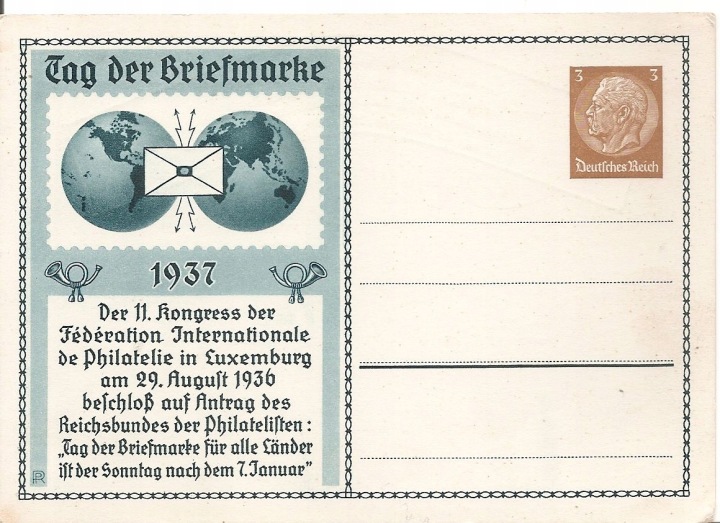 Tag der Briefmarke
1937
Der 11. Kongress der
Fédération Internationale
de Philatelie in Luxemburg
am 29. August 1936
beschloß auf Antrag des
Reichsbundes der Philatelisten:
„Tag der Briefmarke für alle Länder
ist der Sonntag nach dem 7. Januar"
PR
3 3
Deutsches Reich